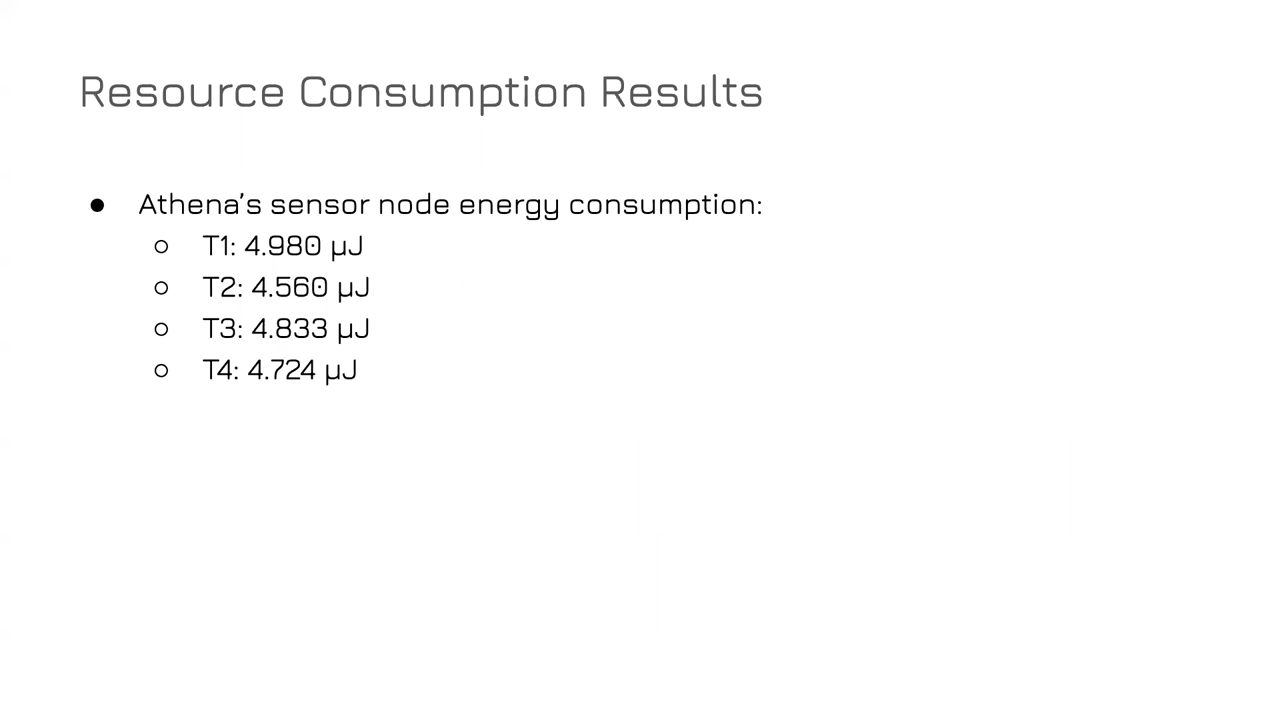 Resource Consumption Results
● Athena’s sensor node energy consumption:
○ T1: 4.980 µJ
○ T2: 4.560 µJ
○ T3: 4.833 µJ
○ T4: 4.724 µJ